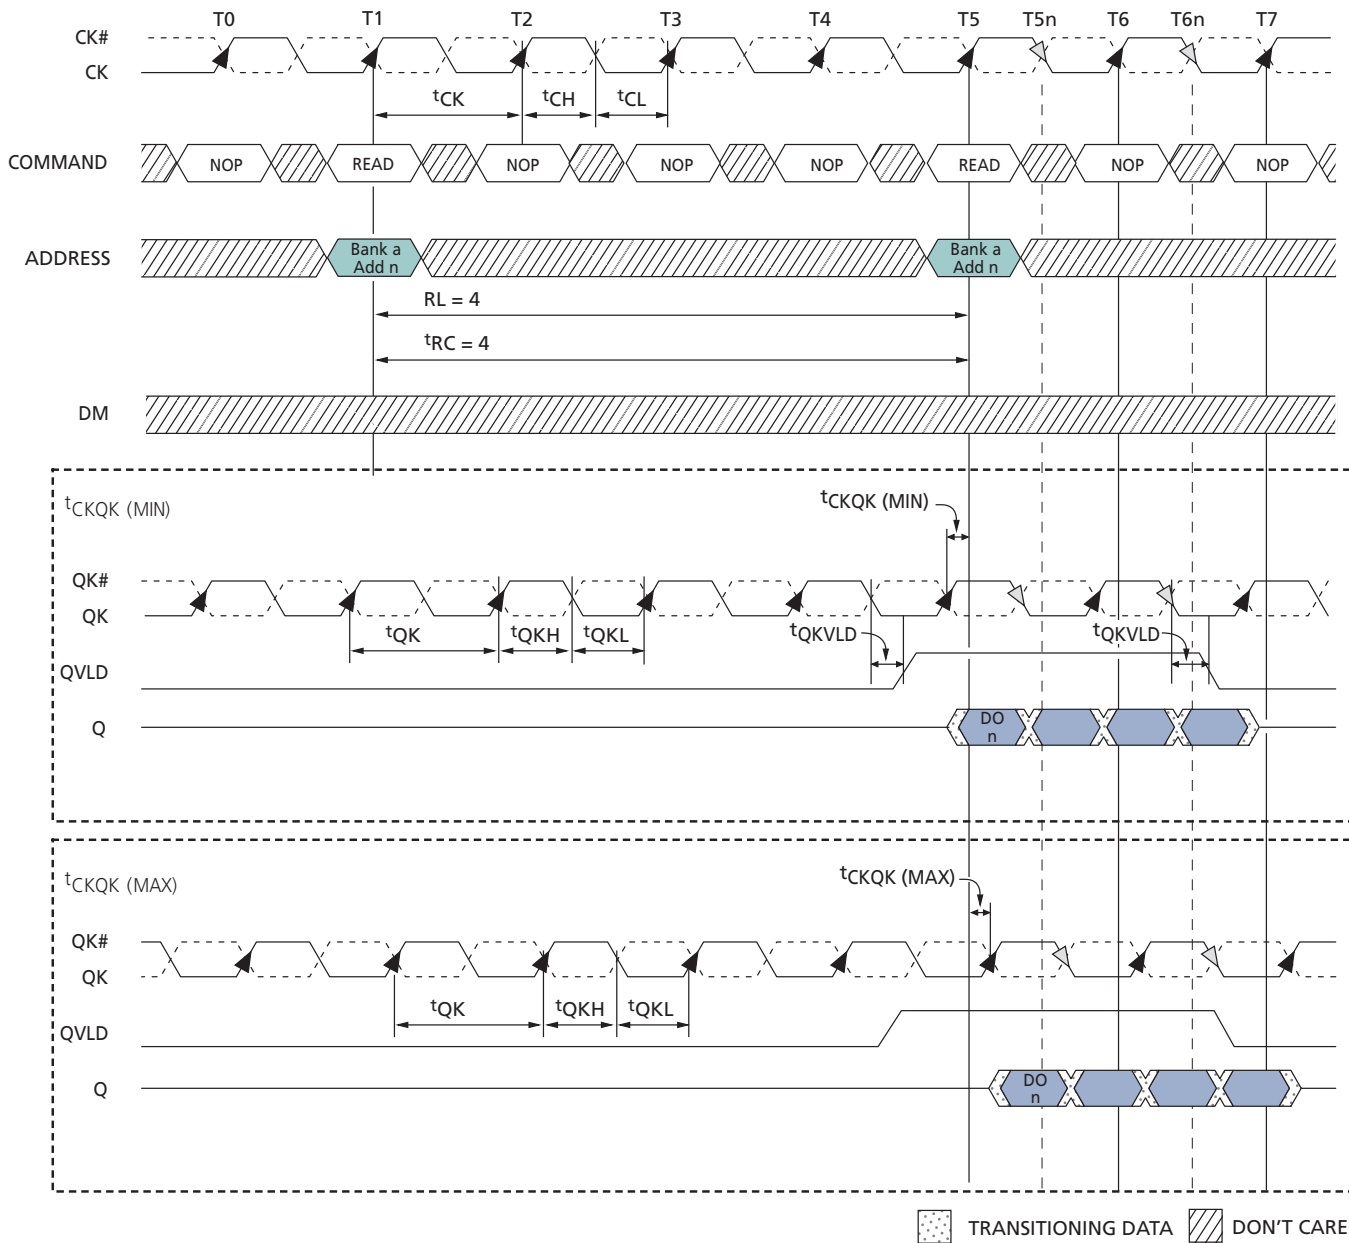 T0 T1 T2 T3 T4 T5 T5n T6 T6n T7
CK#
CK
tCK tCH tCL
COMMAND NOP READ NOP NOP NOP READ NOP NOP
ADDRESS Bank a Bank a
Add n Add n
RL = 4
tRC = 4
DM
tCKQK (MIN) tCKQK (MIN)
QK#
QK
tQK tQKH tQKL tQKVLD tQKVLD
QVLD
Q DO
n
tCKQK (MAX) tCKQK (MAX)
QK#
QK
tQK tQKH tQKL
QVLD
Q DO
n
TRANSITIONING DATA DON'T CARE